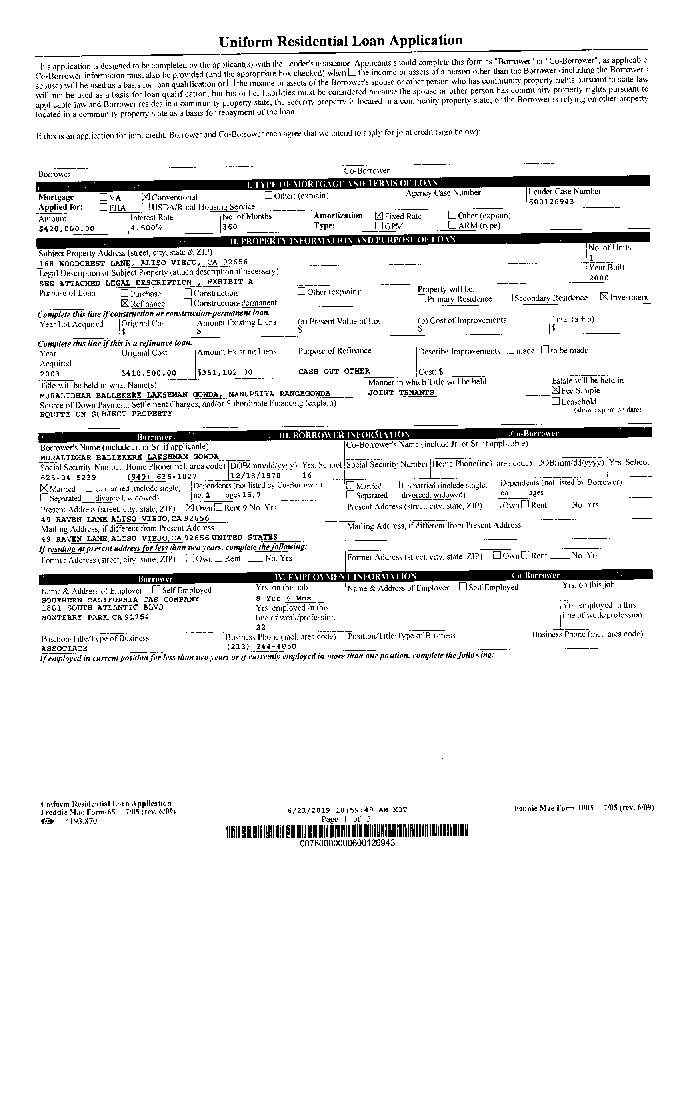 Uniform Residential Loan Application
This application is designed to be completed by the applicant(s) with the Lender's assistance. Applicants should complete this form as "Borrower" or "Co-Borrower", as applicable
Co-Borrower information must also be provided (and the appropriate box checked) when the income or assets of a person other than the Borrower (including the Borrower's
spouse) will be used as a basis for loan qualification or the income or assets of the Borrower's spouse or other person who has community property rights pursuant to state law
will not be used as a basis for loan qualification, but his or her liabilities must be considered because the spouse or other person has community property rights pursuant to
applicable law and Borrower resides in a community property state, the security property is located in a community property state, or the Borrower is relying on other property
located in a community property state as a basis for repayment of the loan
If this is an application for joint credit, Borrower and Co-Borrower each agree that we intend to apply for joint credit (sign below):
Borrower Co-Borrower
I. TYPE OF MORTGAGE AND TERMS OF LOAN
Mortgage VA Conventional Other (explain) Agency Case Number Lender Case Number
Applied for: FHA USDA/Rural Housing Service 600126943
Amount Interest Rate No. of Months Amortization Fixed Rate Other (explain)
4.500% 360 Type: GPM ARM (type)
II. PROPERTY INFORMATION AND PURPOSE OF LOAN
Subject Property Address (street, city, state & ZIP) No. of Units
168 WOODCREST LANE, ALISO VIEJO, CA 92656 1
Legal Description of Subject Property (attach description if necessary) Year Built
SEE ATTACHED LEGAL DESCRIPTION , EXHIBIT A 2000
Purpose of Loan Purchase Construction Other (explain) Property will be:
Refinance Construction-permanent Primary Residence Secondary Residence Investment
Complete this line if construction or construction-permanent loan.
Year Lot Acquired Original Cost Amount Existing Liens (a) Present Value of Lot (b) Cost of Improvements Total (a + b)
$ $ $ $ $
Complete this line if this is a refinance loan.
Year Original Cost Amount Existing Liens Purpose of Refinance Describe Improvements made to be made
Acquired
2003 $410,500.00 $351,102.00 CASH OUT OTHER Cost: $
Title will be held in what Name(s) Manner in which Title will be held Estate will be held in
MURALIDHAR BALLEKERE LAKSHMAN GOWDA, JOINT TENANTS Fee Simple
Source of Down Payment, Settlement Charges, and/or Subordinate Financing (explain) Leasehold
EQUITY ON SUBJECT PROPERTY (show expiration date)
Borrower III. BORROWER INFORMATION Co-Borrower
Borrower's Name (include Jr. or Sr. if applicable) Co-Borrower's Name (include Jr. or Sr. if applicable)
MURALIDHAR BALLEKERE LAKSHMAN GOWDA
Social Security Number Home Phone (incl. area code) DOB(mm/dd/yyyy) Yrs. School Social Security Number Home Phone (incl. area code) DOB(mm/dd/yyyy) Yrs. School
(949) 16
Married Unmarried (include single, Dependents (not listed by Co-Borrower) Married Unmarried (include single, Dependents (not listed by Borrower)
Separated divorced, widowed) no. 2 ages Separated divorced, widowed) no. ages
Present Address (street, city, state, ZIP) Own Rent 9 No. Yrs Present Address (street, city, state, ZIP) Own Rent No. Yrs
49 RAVEN LANE ALISO VIEJO, CA 92656
Mailing Address, if different from Present Address Mailing Address, if different from Present Address
49 RAVEN LANE, ALISO VIEJO, CA 92656 UNITED STATES
If residing at present address for less than two years, complete the following:
Former Address (street, city, state, ZIP) Own Rent No. Yrs Former Address (street, city, state, ZIP) Own Rent No. Yrs
Borrower IV. EMPLOYMENT INFORMATION Co-Borrower
Name & Address of Employer Self Employed Yrs. on this job Name & Address of Employer Self Employed Yrs. on this job
SOUTHERN CALIFORNIA GAS COMPANY
1801 SOUTH ATLANTIC BLVD Yrs. employed in this Yrs. employed in this
MONTEREY PARK CA 91754 line of work/profession line of work/profession
22
Position/Title/Type of Business Business Phone (incl. area code) Position/Title/Type of Business Business Phone (incl. area code)
ASSOCIATE (213) 244-4850
If employed in current position for less than two years or if currently employed in more than one position, complete the following:
Uniform Residential Loan Application
Freddie Mac Form 65 7/05 (rev. 6/09) Fannie Mae Form 1003 7/05 (rev. 6/09)
Page 1 of 5